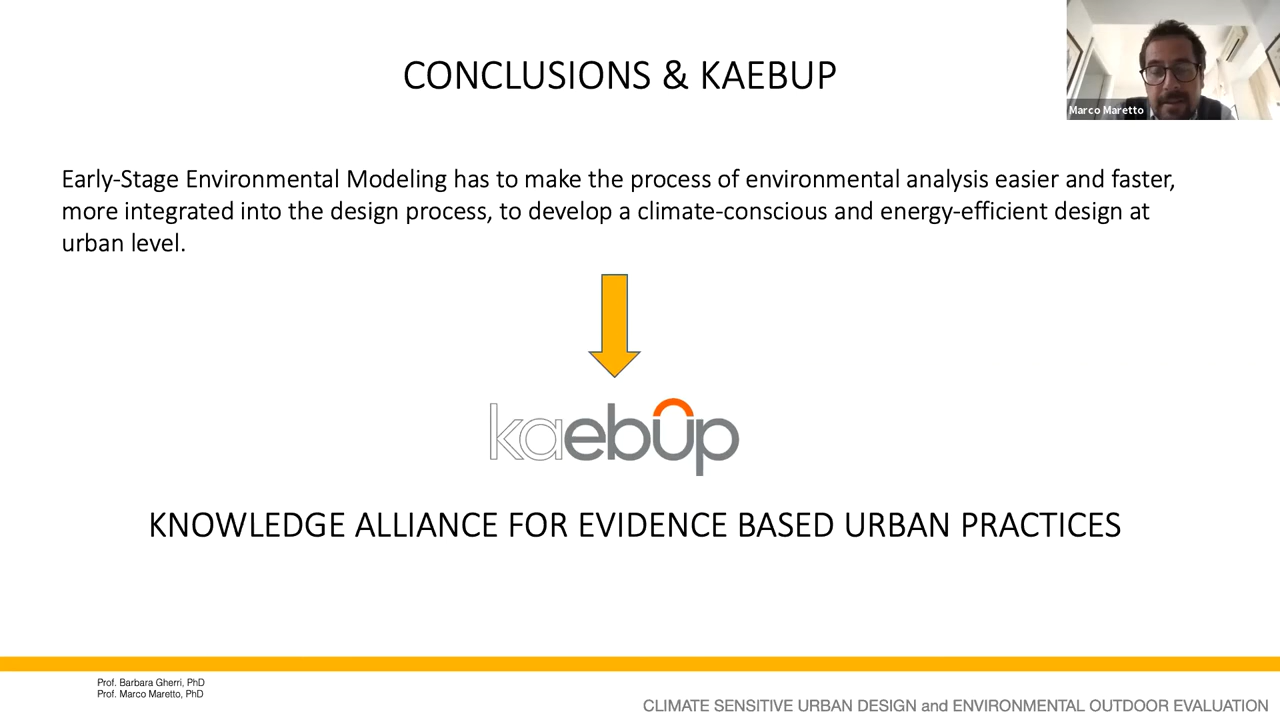 CONCLUSIONS & KAEBUP
Marco Maretto
Early-Stage Environmental Modeling has to make the process of environmental analysis easier and faster,
more integrated into the design process, to develop a climate-conscious and energy-efficient design at
urban level.
kaebup
KNOWLEDGE ALLIANCE FOR EVIDENCE BASED URBAN PRACTICES
Prof. Barbara Gherri, PhD
Prof. Marco Maretto, PhD
CLIMATE SENSITIVE URBAN DESIGN and ENVIRONMENTAL OUTDOOR EVALUATION